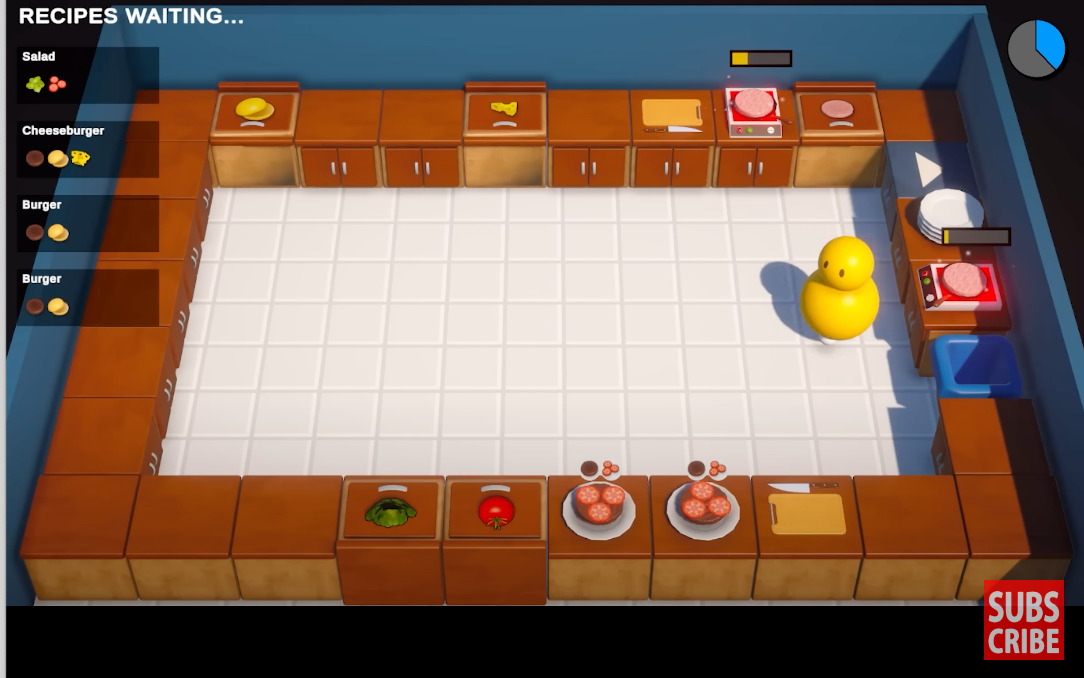 RECIPES WAITING...
Salad
Cheeseburger
Burger
Burger
SUBS
CRIBE